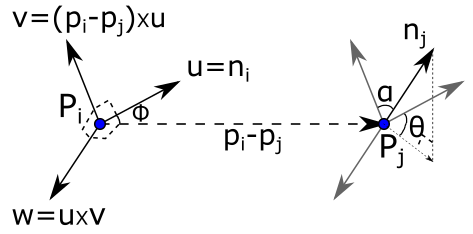 v=(pi-pj)xu
nj
u=ni
Pi
Φ
α
θ
pi-pj
Pj
w=uxv